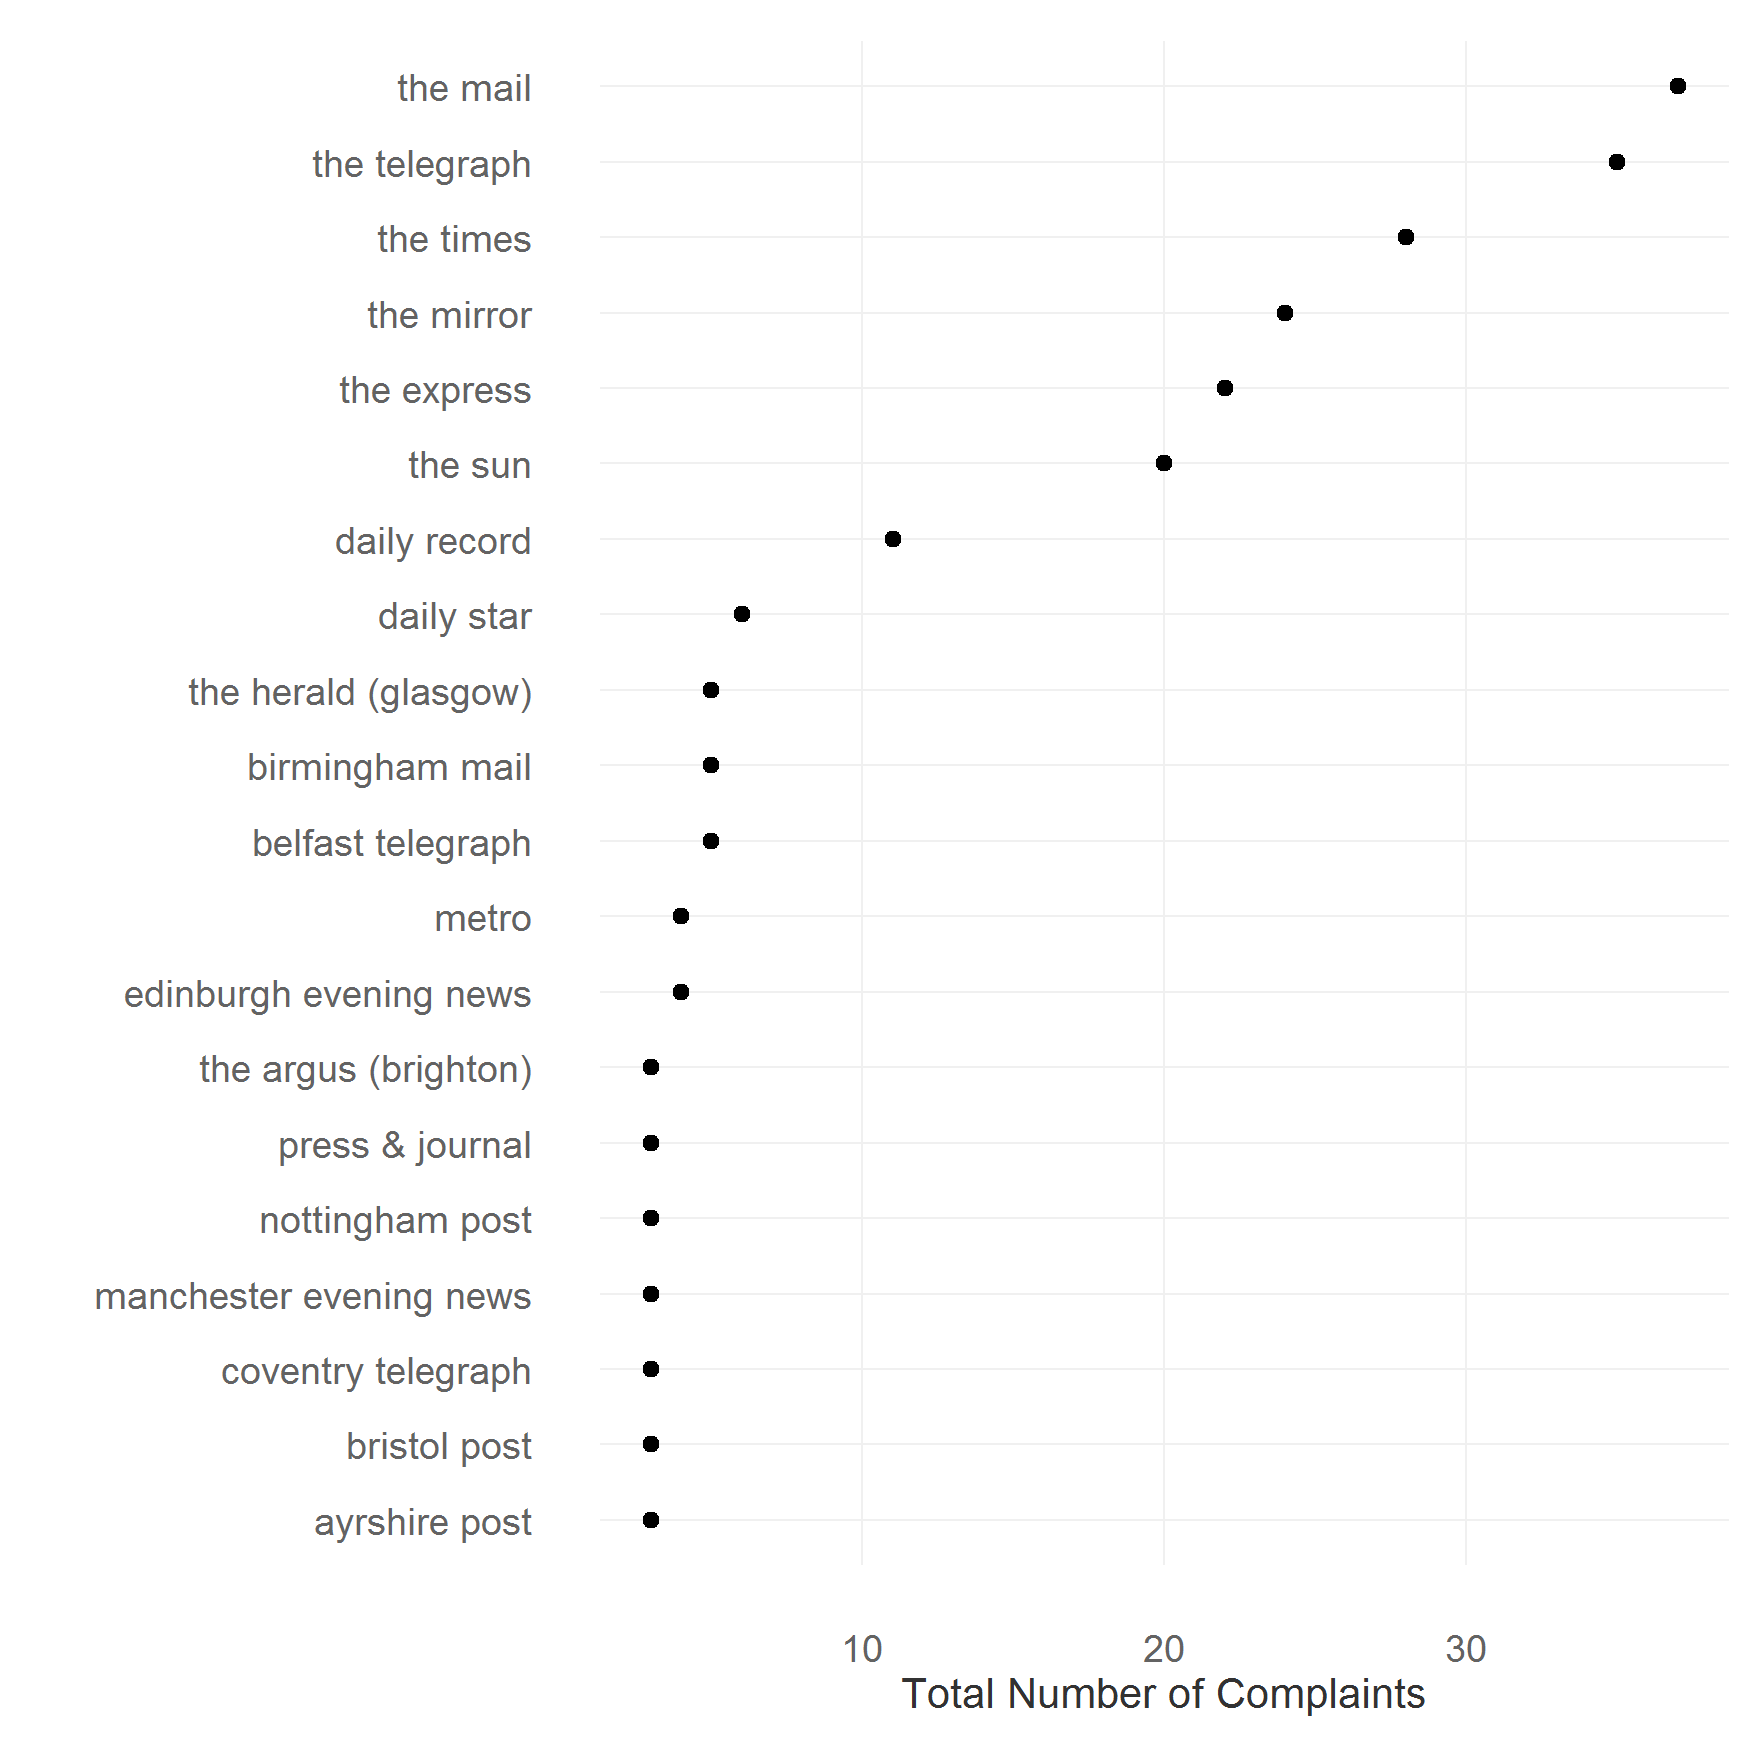 the mail
the telegraph
the times
the mirror
the express
the sun
daily record
daily star
the herald (glasgow)
birmingham mail
belfast telegraph
metro
edinburgh evening news
the argus (brighton)
press & journal
nottingham post
manchester evening news
coventry telegraph
bristol post
ayrshire post
10 20 30
Total Number of Complaints